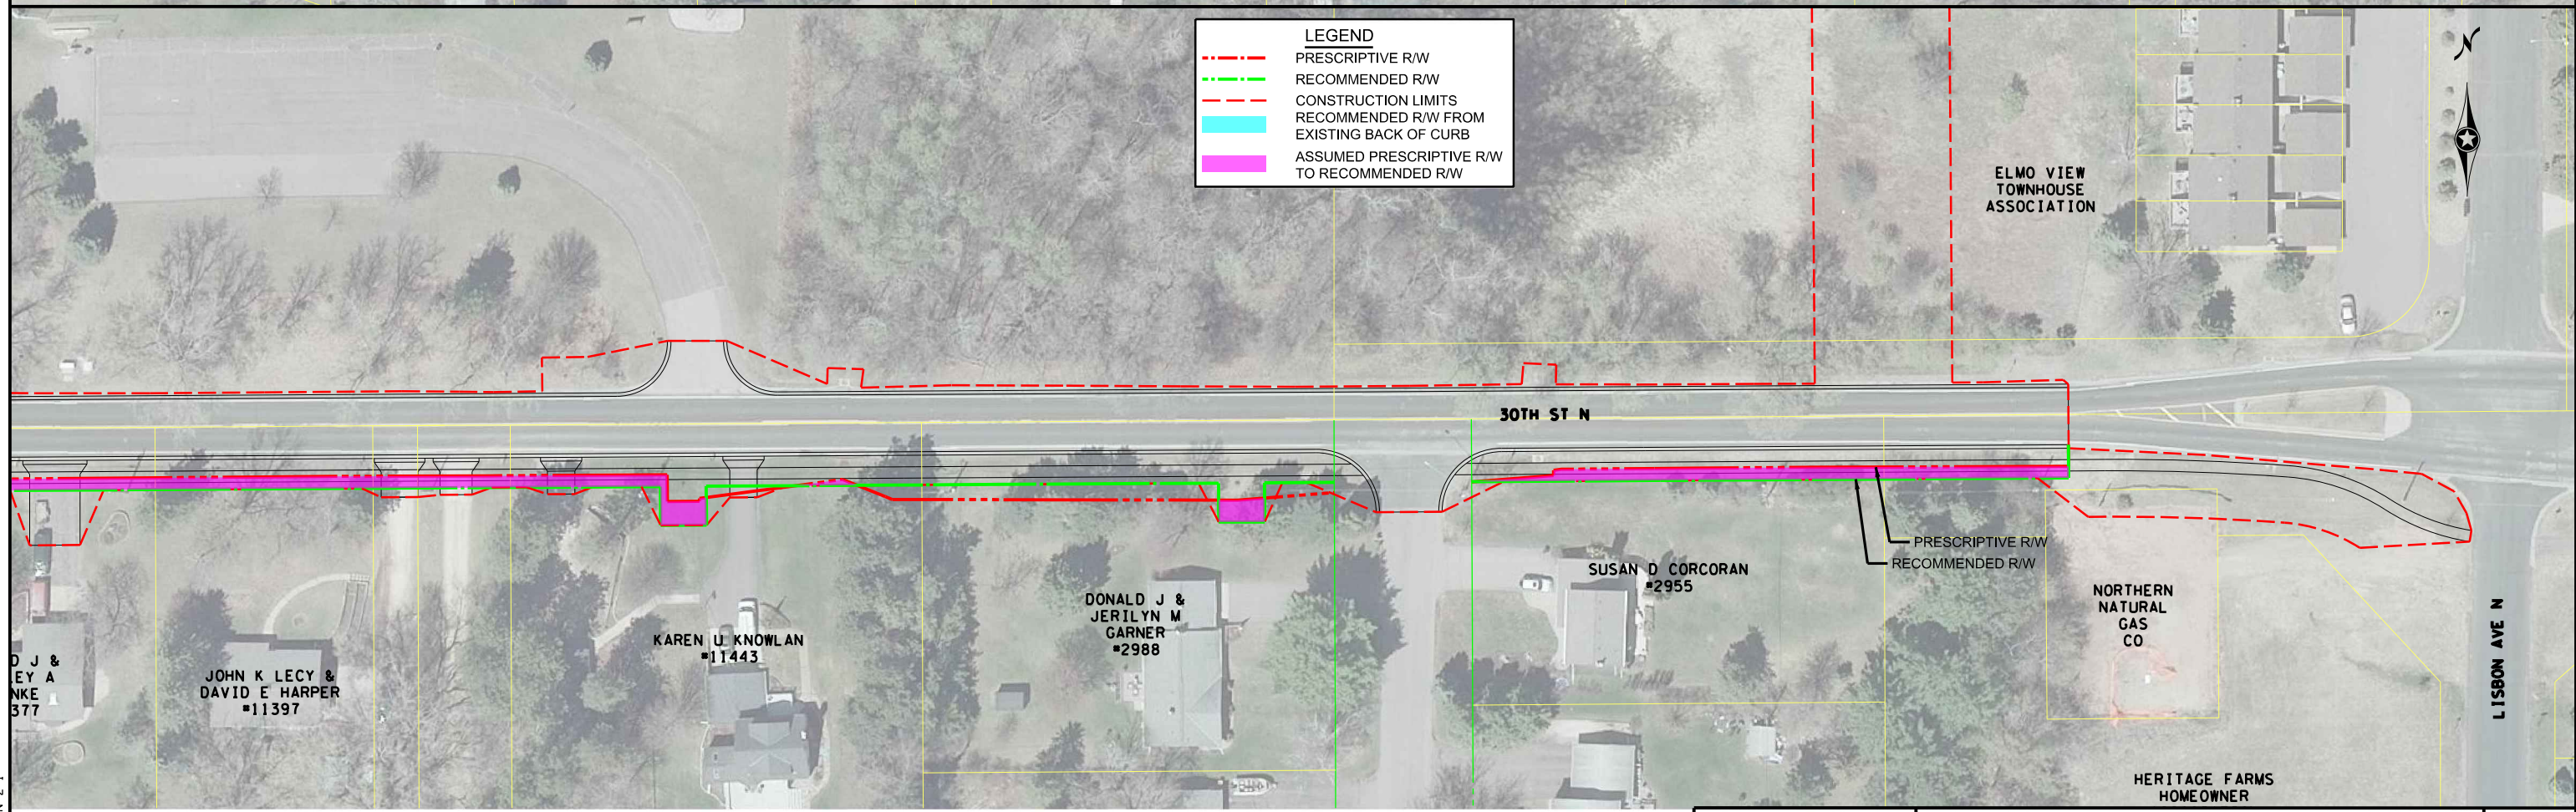 LEGEND
PRESCRIPTIVE R/W
RECOMMENDED R/W
CONSTRUCTION LIMITS
RECOMMENDED R/W FROM
EXISTING BACK OF CURB
ASSUMED PRESCRIPTIVE R/W
TO RECOMMENDED R/W
N
ELMO VIEW
TOWNHOUSE
ASSOCIATION
30TH ST N
PRESCRIPTIVE R/W
RECOMMENDED R/W
D J &
EY A
NKE
377
JOHN K LECY &
DAVID E HARPER
#11397
KAREN U KNOWLAN
#11443
DONALD J &
JERILYN M
GARNER
#2988
SUSAN D CORCORAN
#2955
NORTHERN
NATURAL
GAS
CO
LISBON AVE N
HERITAGE FARMS
HOMEOWNER